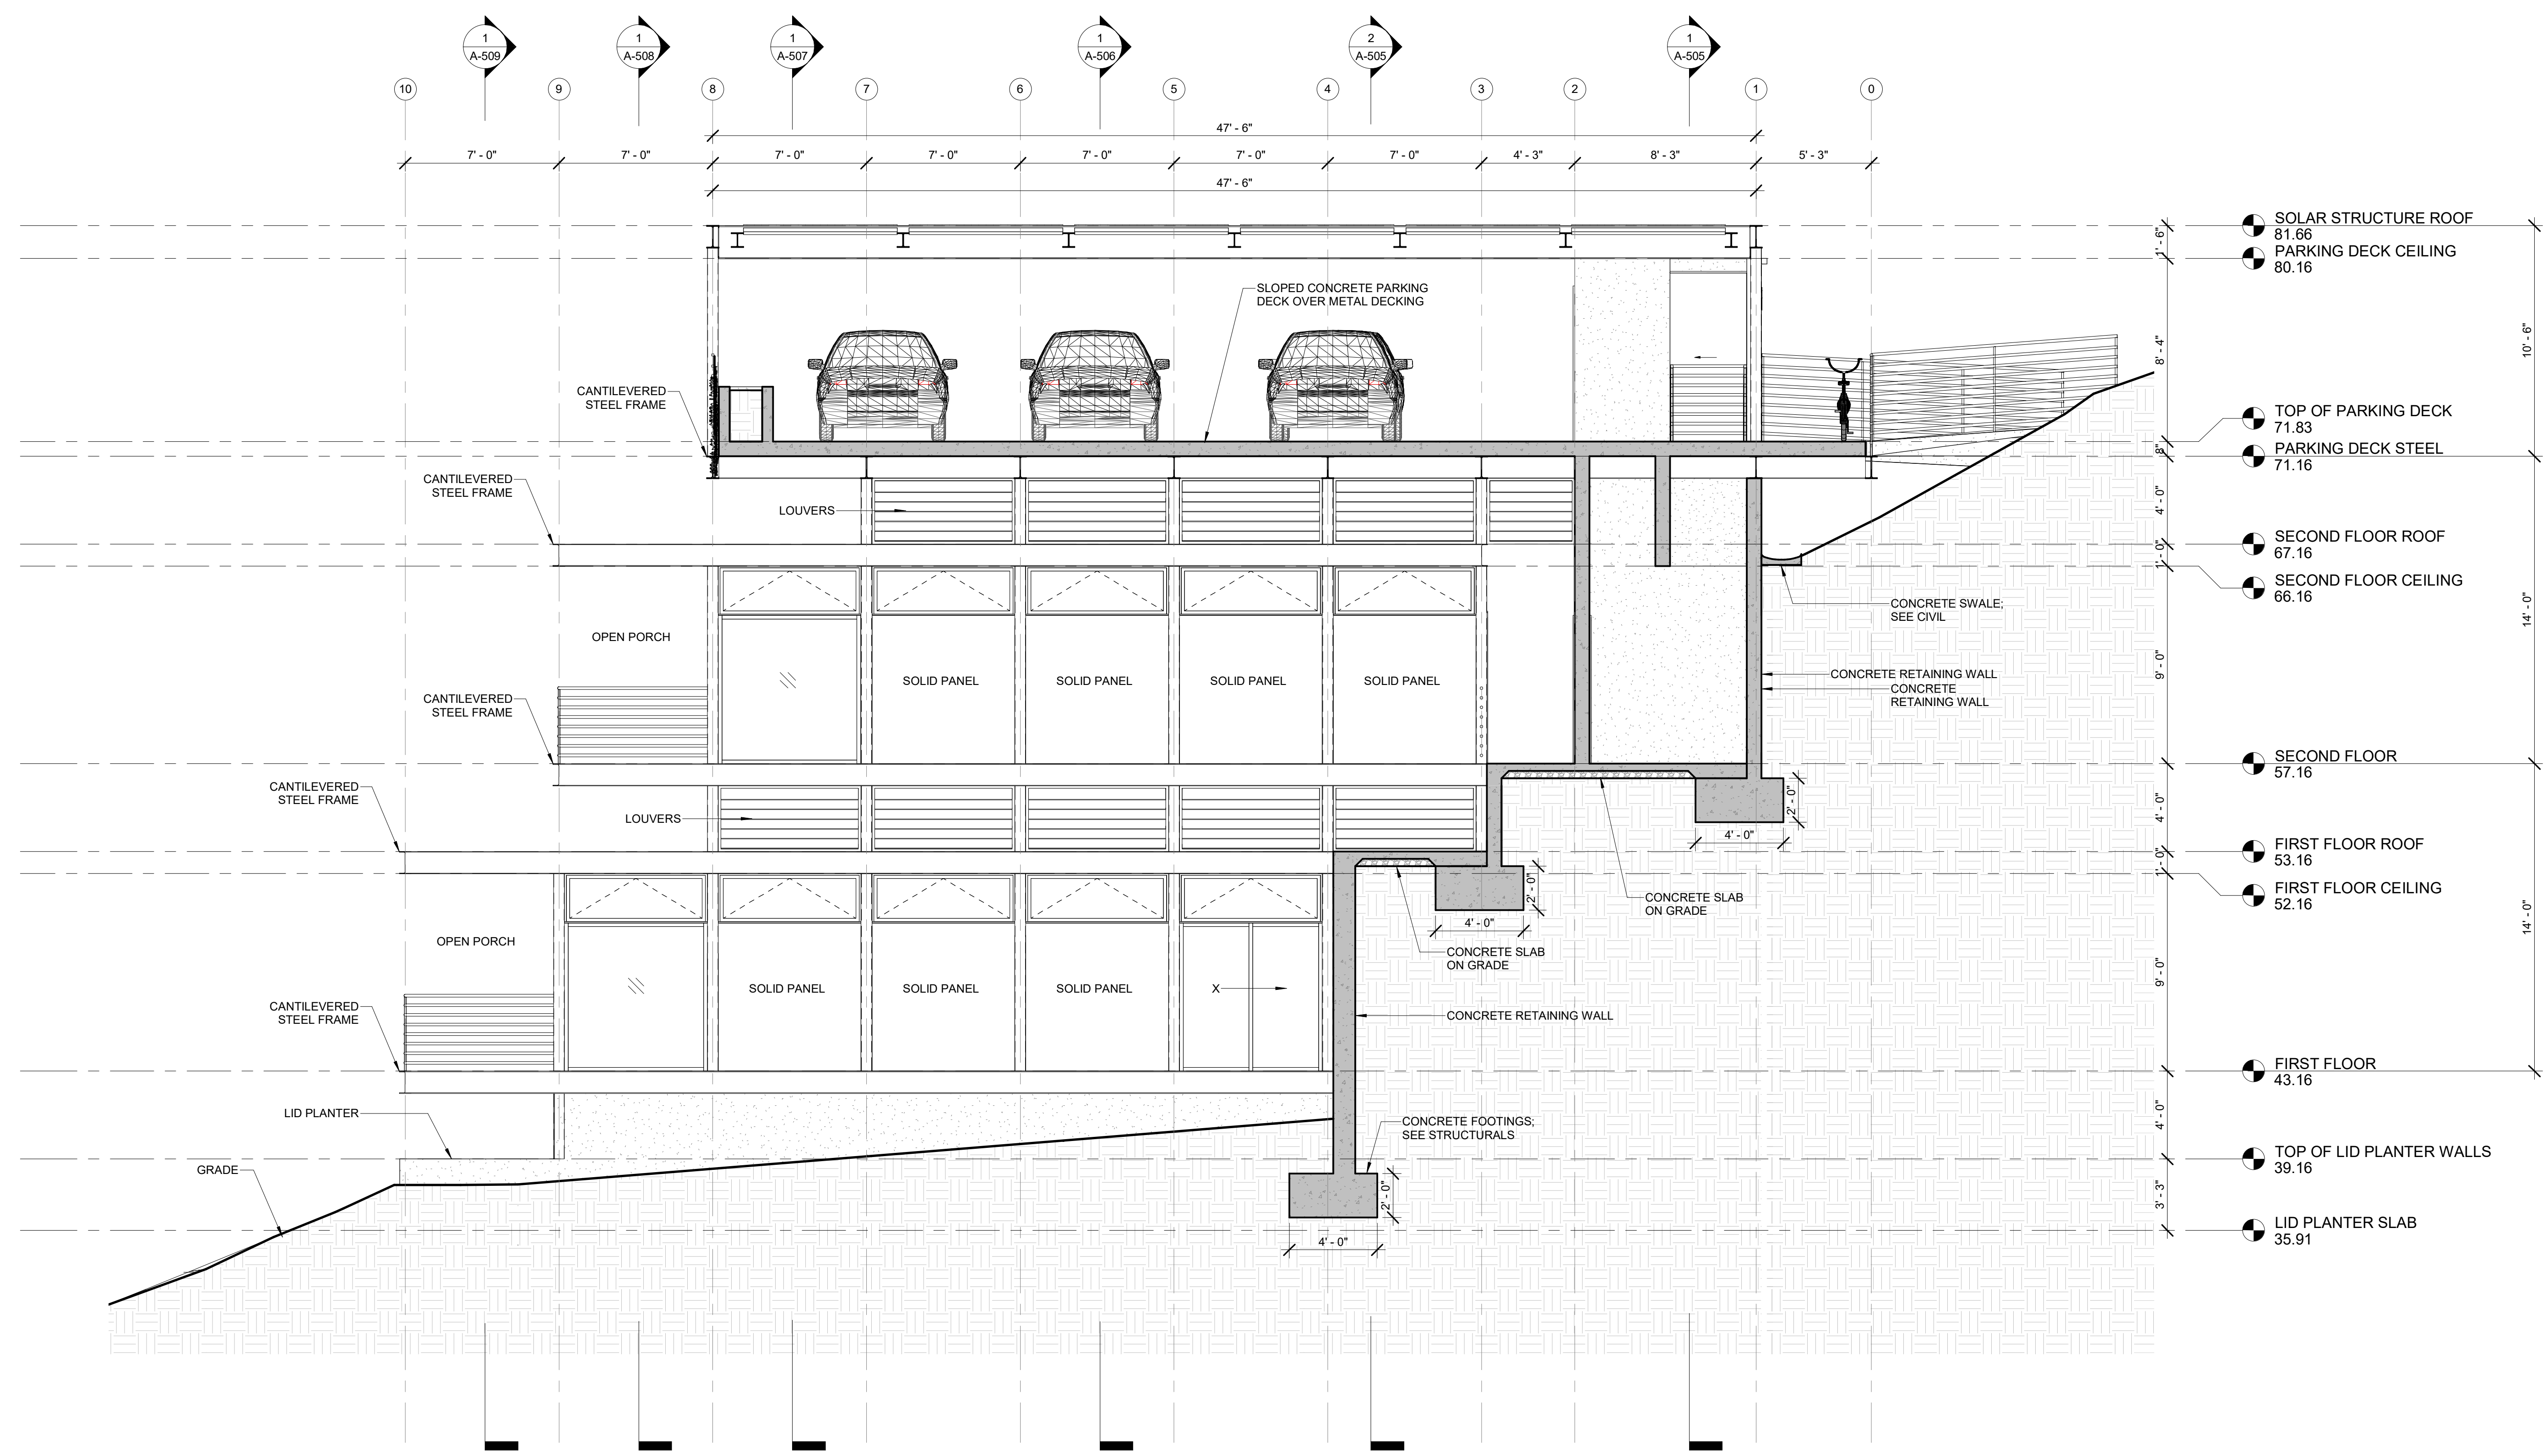 1
A-509
1
A-508
1
A-507
1
A-506
2
A-505
1
A-505
10
9
8
7
6
5
4
3
2
1
0
47' - 6"
7' - 0"
7' - 0"
7' - 0"
7' - 0"
7' - 0"
7' - 0"
7' - 0"
4' - 3"
8' - 3"
5' - 3"
47' - 6"
SOLAR STRUCTURE ROOF
81.66
1' - 6"
PARKING DECK CEILING
80.16
SLOPED CONCRETE PARKING
DECK OVER METAL DECKING
8' - 4"
10' - 6"
CANTILEVERED
STEEL FRAME
TOP OF PARKING DECK
71.83
8"
PARKING DECK STEEL
71.16
CANTILEVERED
STEEL FRAME
LOUVERS
4' - 0"
SECOND FLOOR ROOF
67.16
1' - 0"
SECOND FLOOR CEILING
66.16
CONCRETE SWALE;
SEE CIVIL
14' - 0"
OPEN PORCH
9' - 0"
SOLID PANEL
SOLID PANEL
SOLID PANEL
SOLID PANEL
CONCRETE RETAINING WALL
CONCRETE
RETAINING WALL
CANTILEVERED
STEEL FRAME
SECOND FLOOR
57.16
CANTILEVERED
STEEL FRAME
2' - 0"
4' - 0"
LOUVERS
4' - 0"
FIRST FLOOR ROOF
53.16
1' - 0"
FIRST FLOOR CEILING
52.16
2' - 0"
CONCRETE SLAB
ON GRADE
4' - 0"
14' - 0"
OPEN PORCH
CONCRETE SLAB
ON GRADE
9' - 0"
SOLID PANEL
SOLID PANEL
SOLID PANEL
X
CANTILEVERED
STEEL FRAME
CONCRETE RETAINING WALL
FIRST FLOOR
43.16
LID PLANTER
CONCRETE FOOTINGS;
SEE STRUCTURALS
4' - 0"
TOP OF LID PLANTER WALLS
39.16
GRADE
2' - 0"
3' - 3"
LID PLANTER SLAB
35.91
4' - 0"